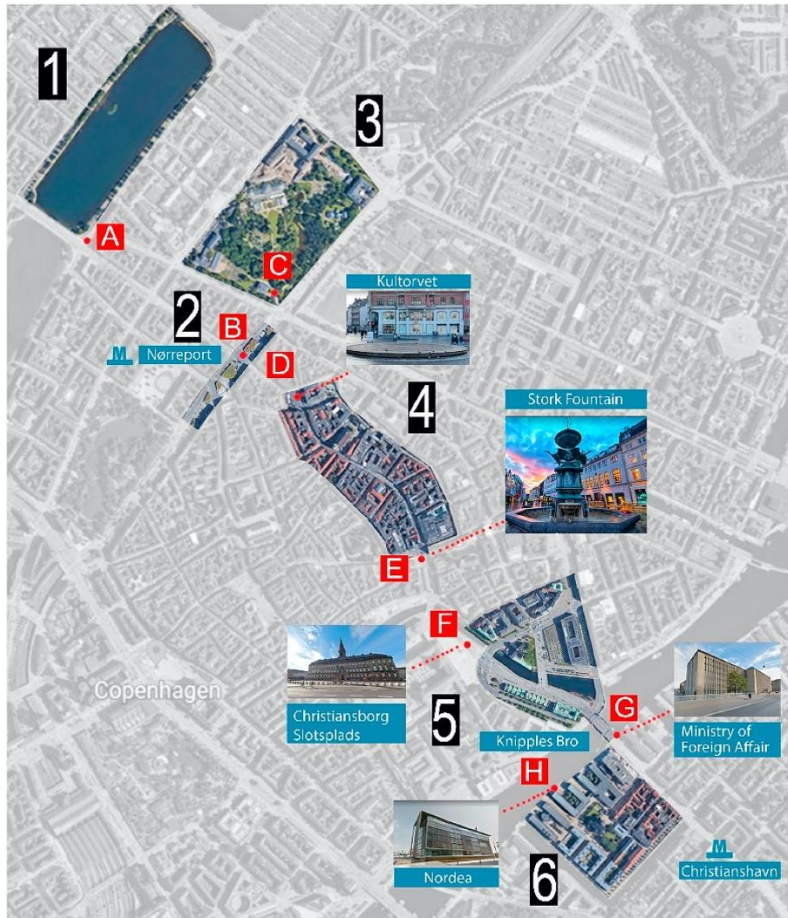 1
3
A
C
Kultorvet
2
B
M
Nørreport
D
4
Stork Fountain
E
F
Copenhagen
Christiansborg
Slotsplads
5
G
Knipples Bro
Ministry of
Foreign Affair
H
Nordea
M
Christianshavn
6